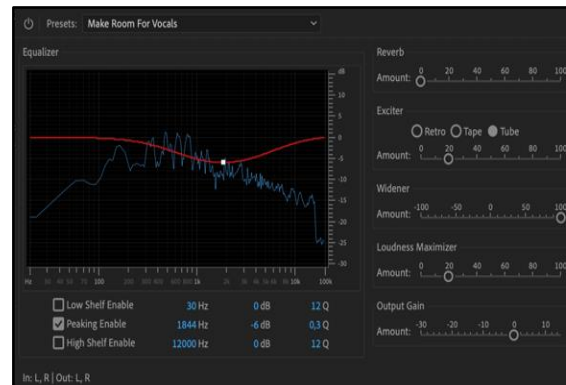 Presets: Make Room For Vocals
Equalizer
dB
10
5
0
-5
-10
-15
-20
-25
-30
Hz 100 1k 2k 10k 100k
Low Shelf Enable 30 Hz 0 dB 12 Q
Peaking Enable 1844 Hz -6 dB 0,3 Q
High Shelf Enable 12000 Hz 0 dB 12 Q
Reverb
Amount: 0 20 40 60 80 100
Exciter
Retro Tape Tube
Amount: 0 20 40 60 80 100
Widener
Amount: -100 -50 0 50 100
Loudness Maximizer
Amount: 0 20 40 60 80 100
Output Gain
Amount: -30 -20 -10 0 10
In: L, R | Out: L, R